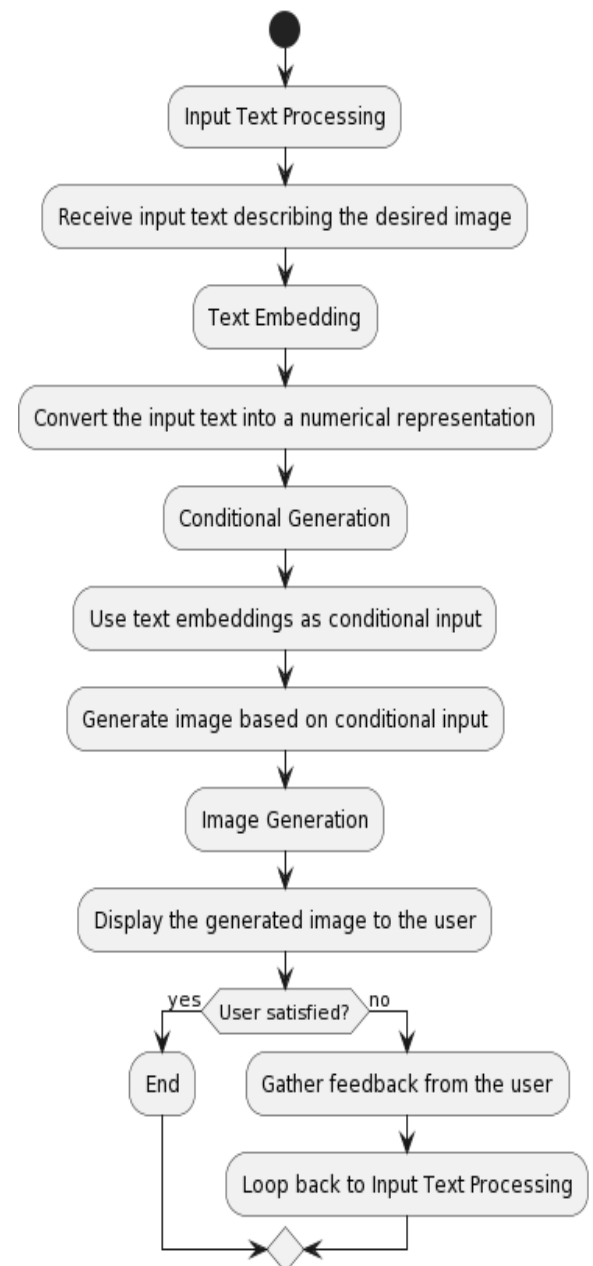 Input Text Processing
Receive input text describing the desired image
Text Embedding
Convert the input text into a numerical representation
Conditional Generation
Use text embeddings as conditional input
Generate image based on conditional input
Image Generation
Display the generated image to the user
yes
User satisfied?
no
End
Gather feedback from the user
Loop back to Input Text Processing